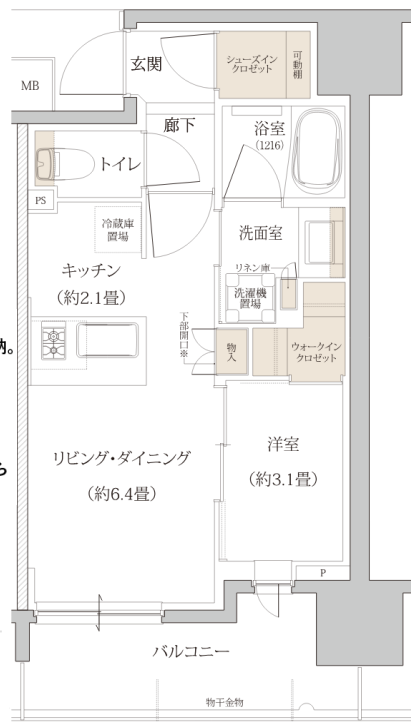 玄関
シューズイン
クロゼット
可動棚
MB
廊下
浴室
(1216)
トイレ
PS
冷蔵庫
置場
洗面室
キッチン
(約2.1畳)
リネン庫
洗濯機
置場
下部開口※
物入
ウォークイン
クロゼット
納。
リビング・ダイニング
(約6.4畳)
洋室
(約3.1畳)
ら
P
バルコニー
物干金物